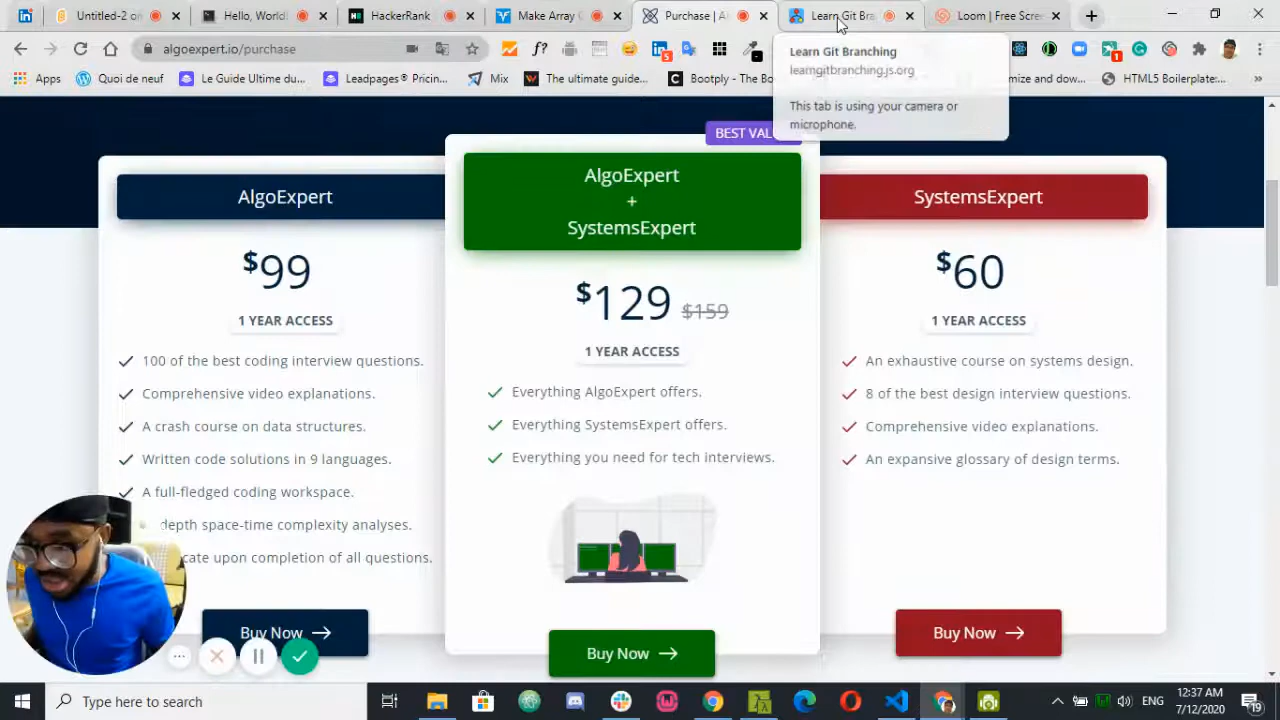 Untitled
Hello, World
HackerRank
Make Array
Purchase | Al
Learn Git Bra
Loom | Free Scre
algoexpert.io/purchase
Apps
Le Guide Ultime du...
Leadpages® Pricing...
Mix
The ultimate guide...
Bootply - The Bo
HTML5 Boilerplate:...
Learn Git Branching
learngitbranching.js.org
This tab is using your camera or
microphone.
BEST VAL
AlgoExpert
$99
1 YEAR ACCESS
100 of the best coding interview questions.
Comprehensive video explanations.
A crash course on data structures.
Written code solutions in 9 languages.
A full-fledged coding workspace.
depth space-time complexity analyses.
cate upon completion of all questions.
Buy Now
AlgoExpert
+
SystemsExpert
$129 $159
1 YEAR ACCESS
Everything AlgoExpert offers.
Everything SystemsExpert offers.
Everything you need for tech interviews.
Buy Now
SystemsExpert
$60
1 YEAR ACCESS
An exhaustive course on systems design.
8 of the best design interview questions.
Comprehensive video explanations.
An expansive glossary of design terms.
Buy Now
Type here to search
ENG
12:37 AM
7/12/2020
19